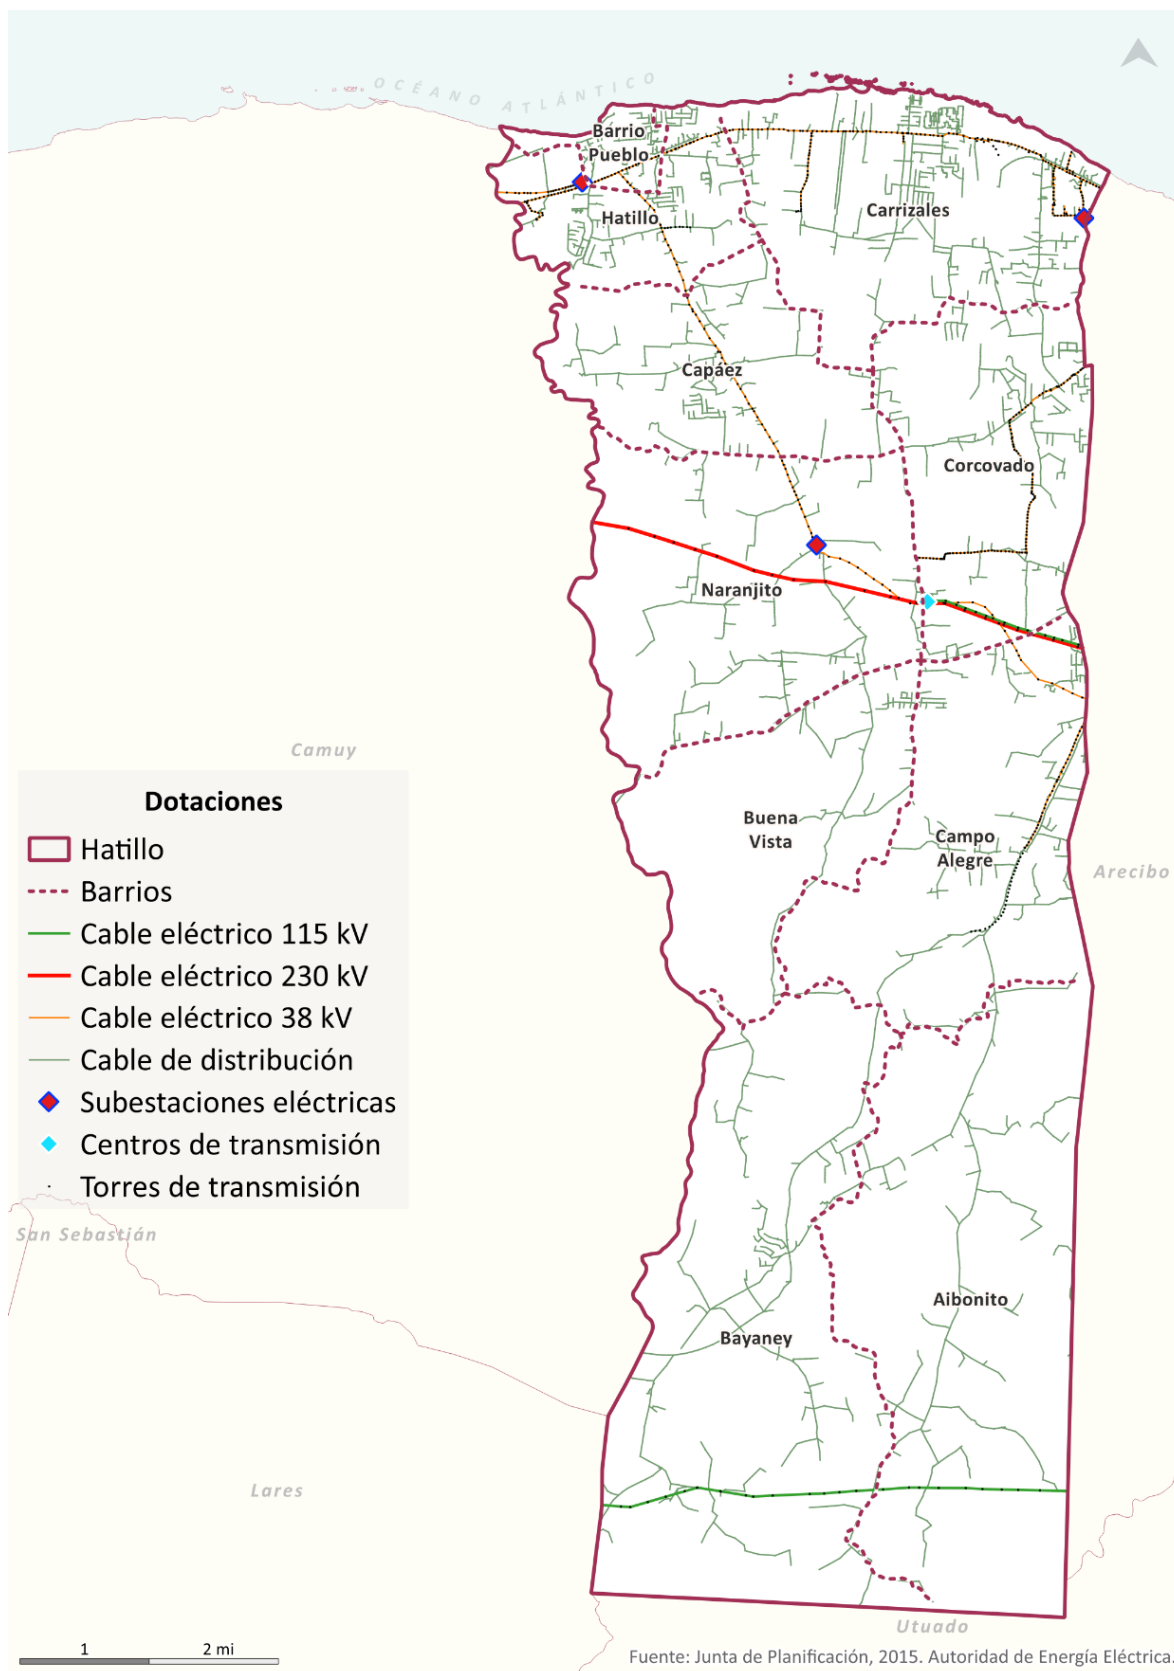 OCÉANO ATLÁNTICO
Barrio
Pueblo
Hatillo
Carrizales
Capáez
Corcovado
Naranjito
Camuy
Buena
Vista
Campo
Alegre
Arecibo
Dotaciones
Hatillo
Barrios
Cable eléctrico 115 kV
Cable eléctrico 230 kV
Cable eléctrico 38 kV
Cable de distribución
Subestaciones eléctricas
Centros de transmisión
Torres de transmisión
San Sebastián
Aibonito
Bayaney
Lares
Utuado
1 2 mi
Fuente: Junta de Planificación, 2015. Autoridad de Energía Eléctrica.